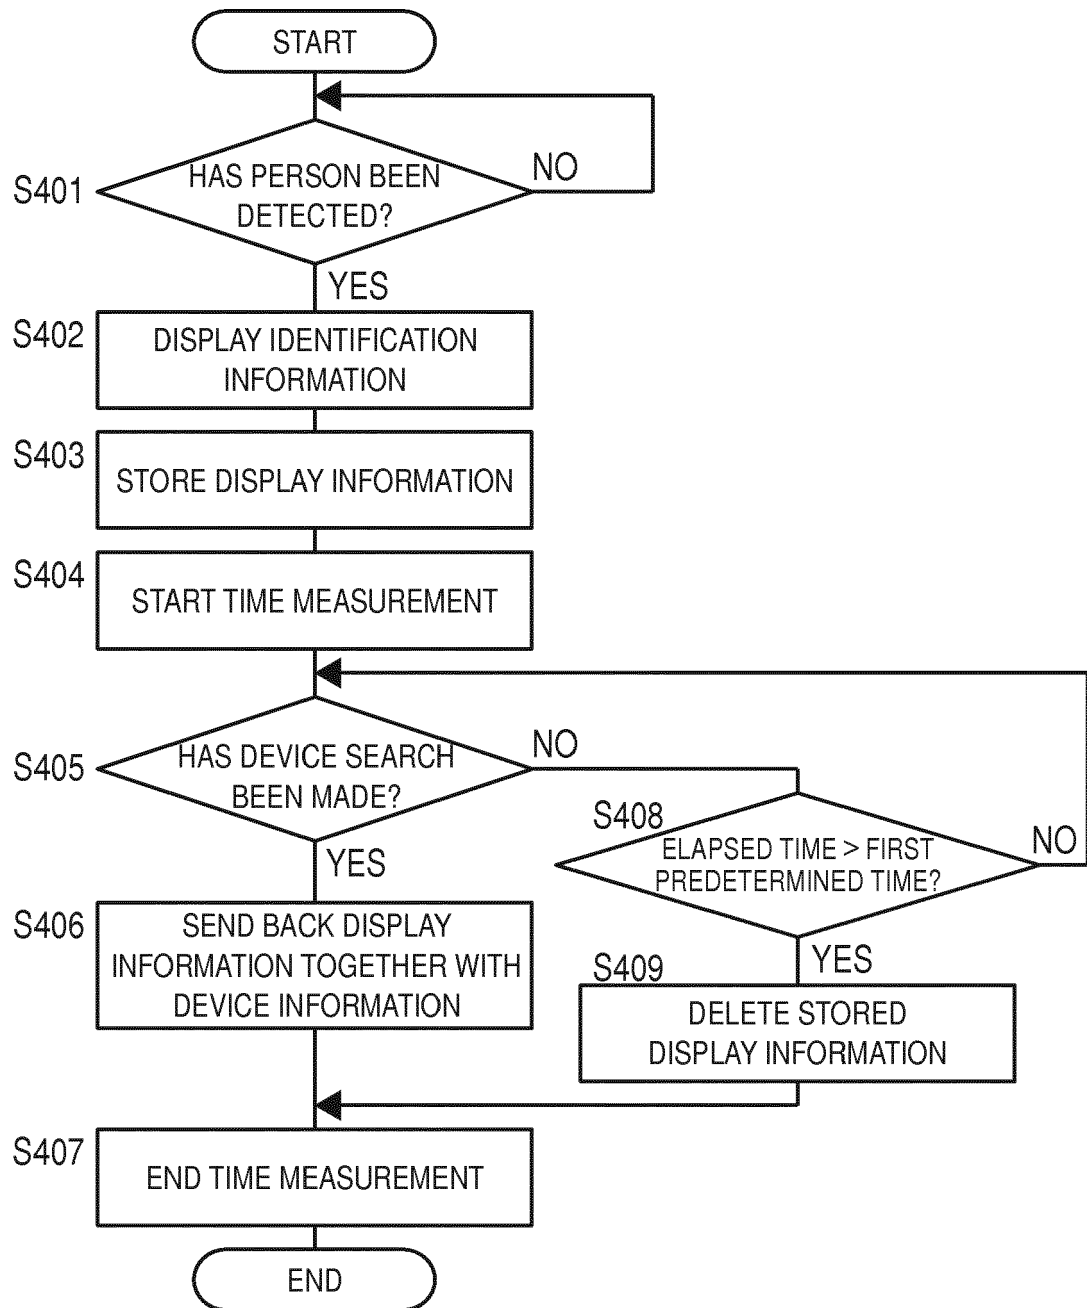 START
S401
HAS PERSON BEEN
DETECTED?
NO
YES
S402
DISPLAY IDENTIFICATION
INFORMATION
S403
STORE DISPLAY INFORMATION
S404
START TIME MEASUREMENT
S405
HAS DEVICE SEARCH
BEEN MADE?
NO
YES
S408
ELAPSED TIME > FIRST
PREDETERMINED TIME?
NO
YES
S406
SEND BACK DISPLAY
INFORMATION TOGETHER WITH
DEVICE INFORMATION
S409
DELETE STORED
DISPLAY INFORMATION
S407
END TIME MEASUREMENT
END